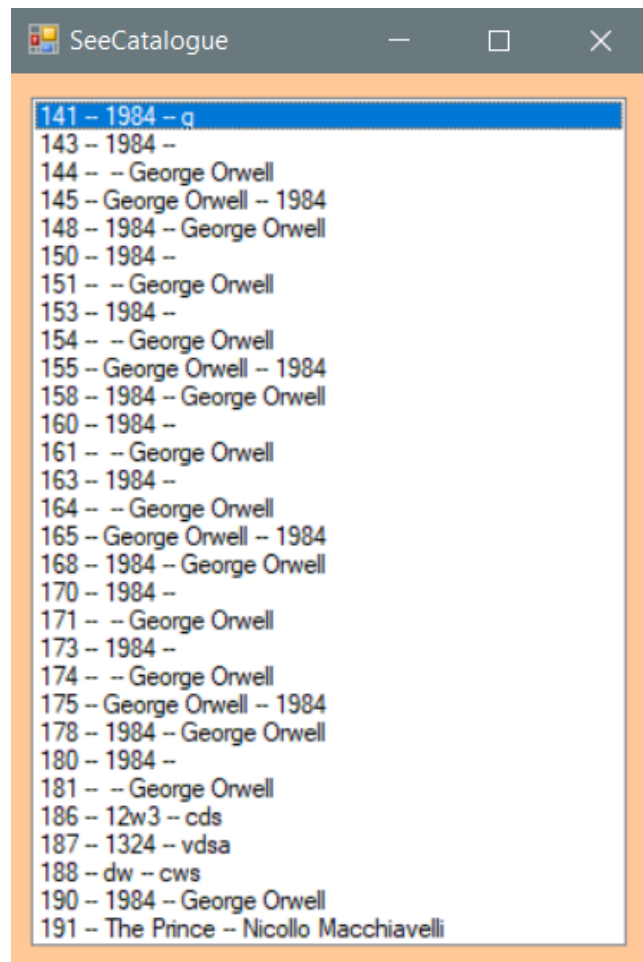 SeeCatalogue
141 -- 1984 -- q
143 -- 1984 --
144 --  -- George Orwell
145 -- George Orwell -- 1984
148 -- 1984 -- George Orwell
150 -- 1984 --
151 --  -- George Orwell
153 -- 1984 --
154 --  -- George Orwell
155 -- George Orwell -- 1984
158 -- 1984 -- George Orwell
160 -- 1984 --
161 --  -- George Orwell
163 -- 1984 --
164 --  -- George Orwell
165 -- George Orwell -- 1984
168 -- 1984 -- George Orwell
170 -- 1984 --
171 --  -- George Orwell
173 -- 1984 --
174 --  -- George Orwell
175 -- George Orwell -- 1984
178 -- 1984 -- George Orwell
180 -- 1984 --
181 --  -- George Orwell
186 -- 12w3 -- cds
187 -- 1324 -- vdsa
188 -- dw -- cws
190 -- 1984 -- George Orwell
191 -- The Prince -- Nicollo Macchiavelli